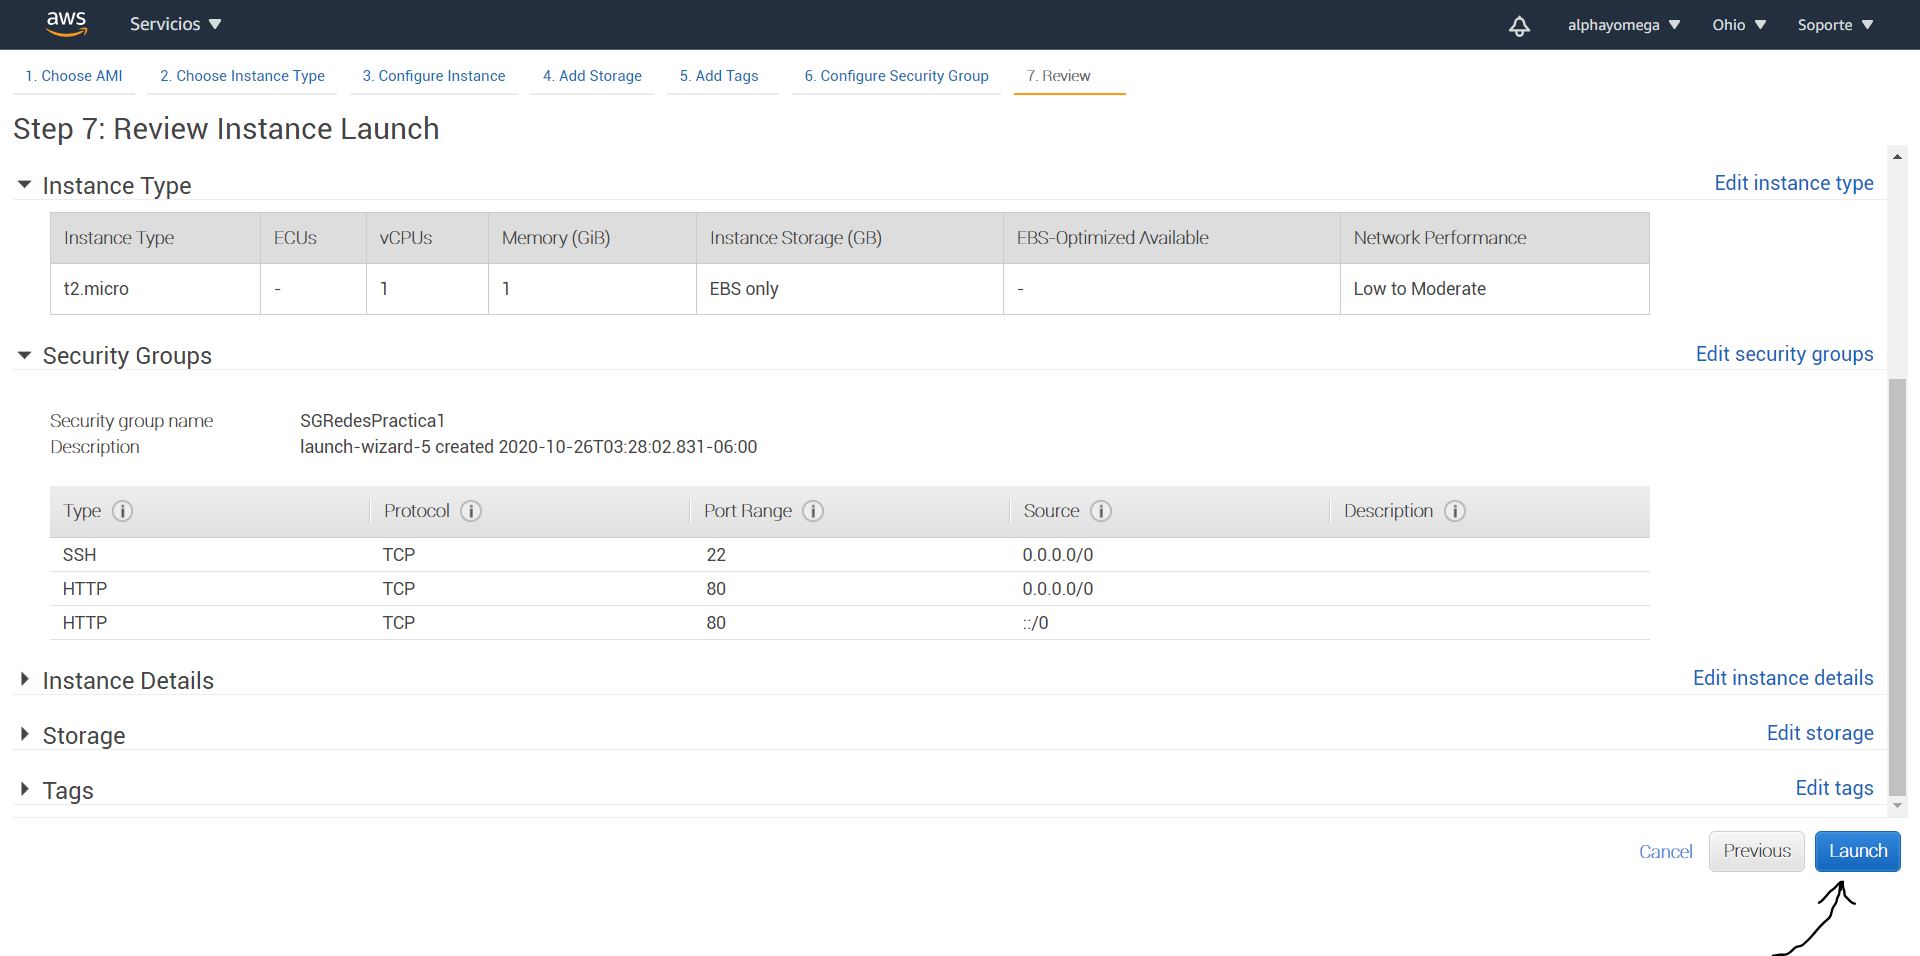 aws Servicios alphayomega Ohio Soporte
1. Choose AMI 2. Choose Instance Type 3. Configure Instance 4. Add Storage 5. Add Tags 6. Configure Security Group 7. Review
Step 7: Review Instance Launch
Instance Type Edit instance type
Instance Type ECUs vCPUs Memory (GiB) Instance Storage (GB) EBS-Optimized Available Network Performance
t2.micro - 1 1 EBS only - Low to Moderate
Security Groups Edit security groups
Security group name SGRedesPractica1
Description launch-wizard-5 created 2020-10-26T03:28:02.831-06:00
Type i Protocol i Port Range i Source i Description i
SSH TCP 22 0.0.0.0/0
HTTP TCP 80 0.0.0.0/0
HTTP TCP 80 ::/0
Instance Details Edit instance details
Storage Edit storage
Tags Edit tags
Cancel Previous Launch